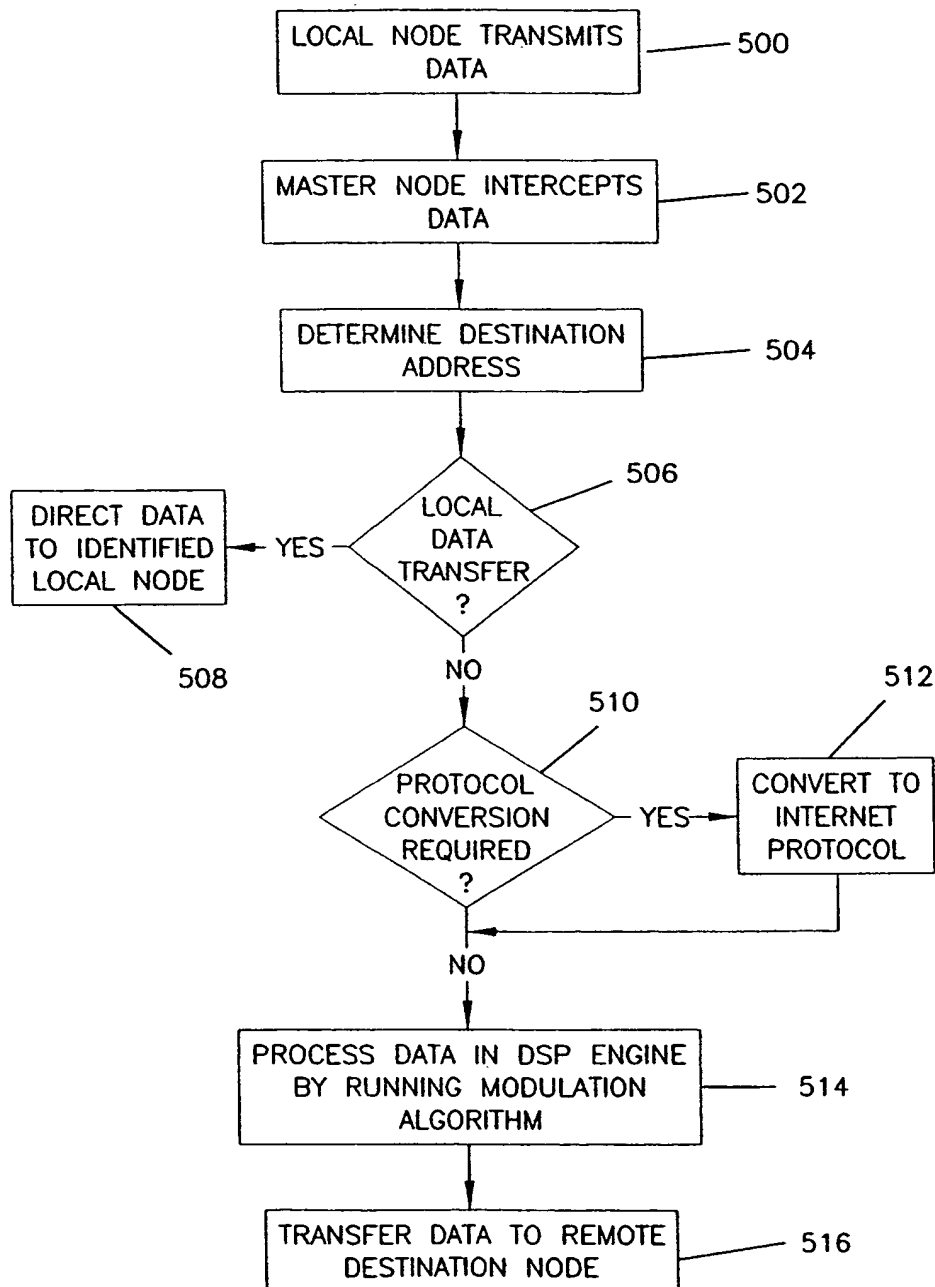 LOCAL NODE TRANSMITS
DATA
500
MASTER NODE INTERCEPTS
DATA
502
DETERMINE DESTINATION
ADDRESS
504
506
LOCAL
DATA
TRANSFER
?
YES
DIRECT DATA
TO IDENTIFIED
LOCAL NODE
508
NO
510
PROTOCOL
CONVERSION
REQUIRED
?
YES
512
CONVERT TO
INTERNET
PROTOCOL
NO
PROCESS DATA IN DSP ENGINE
BY RUNNING MODULATION
ALGORITHM
514
TRANSFER DATA TO REMOTE
DESTINATION NODE
516